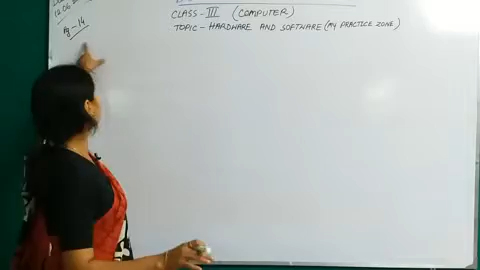 Pg - 14
CLASS - III (COMPUTER)
TOPIC - HARDWARE AND SOFTWARE (MY PRACTICE ZONE)